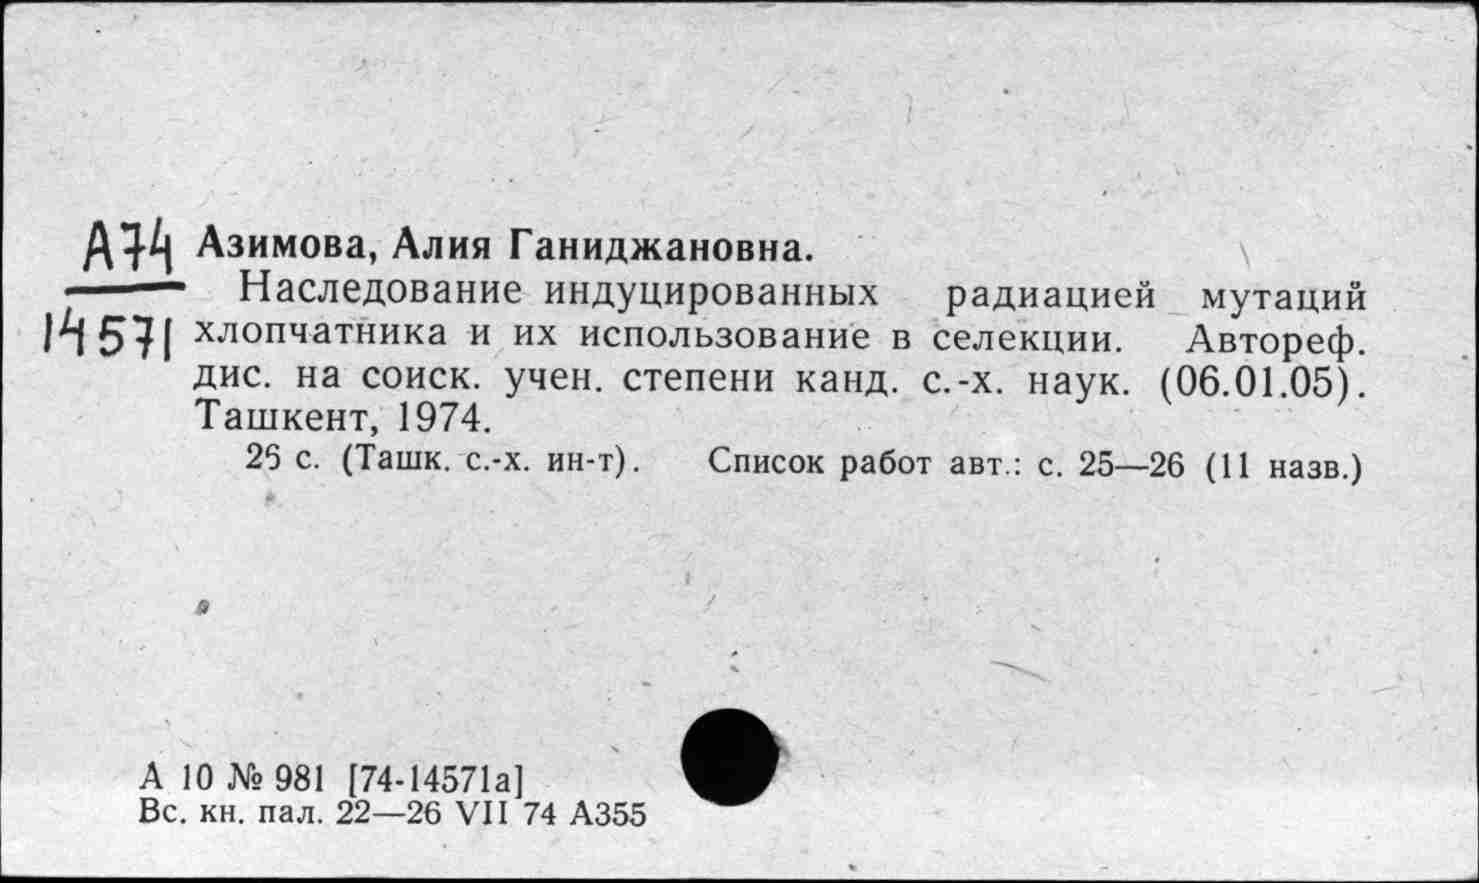 А74 Азимова, Алия Ганиджановна.
Наследование индуцированных радиацией мутаций
14571 хлопчатника и их использование в селекции. Автореф.
дис. на соиск. учен. степени канд. с.-х. наук. (06.01.05).
Ташкент, 1974.
26 с. (Ташк. с.-х. ин-т). Список работ авт.: с. 25—26 (11 назв.)
А 10 № 981 [74-14571а]
Вс. кн. пал. 22—26 VII 74 А355